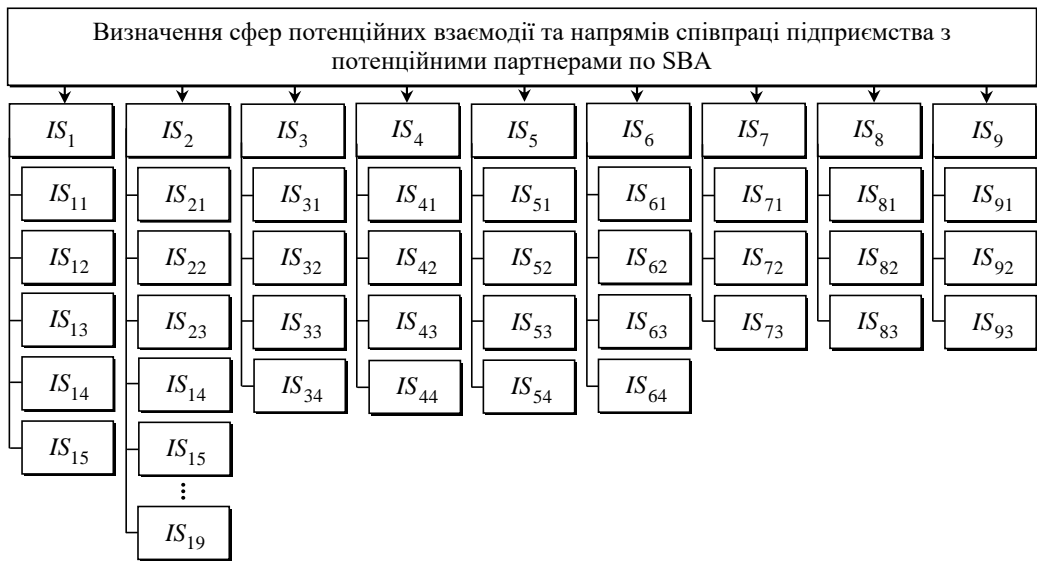 Визначення сфер потенційних взаємодії та напрямів співпраці підприємства з
потенційними партнерами по SBA
IS₁ IS₂ IS₃ IS₄ IS₅ IS₆ IS₇ IS₈ IS₉
IS₁₁ IS₂₁ IS₃₁ IS₄₁ IS₅₁ IS₆₁ IS₇₁ IS₈₁ IS₉₁
IS₁₂ IS₂₂ IS₃₂ IS₄₂ IS₅₂ IS₆₂ IS₇₂ IS₈₂ IS₉₂
IS₁₃ IS₂₃ IS₃₃ IS₄₃ IS₅₃ IS₆₃ IS₇₃ IS₈₃ IS₉₃
IS₁₄ IS₁₄ IS₃₄ IS₄₄ IS₅₄ IS₆₄
IS₁₅ IS₁₅
⋮
IS₁₉